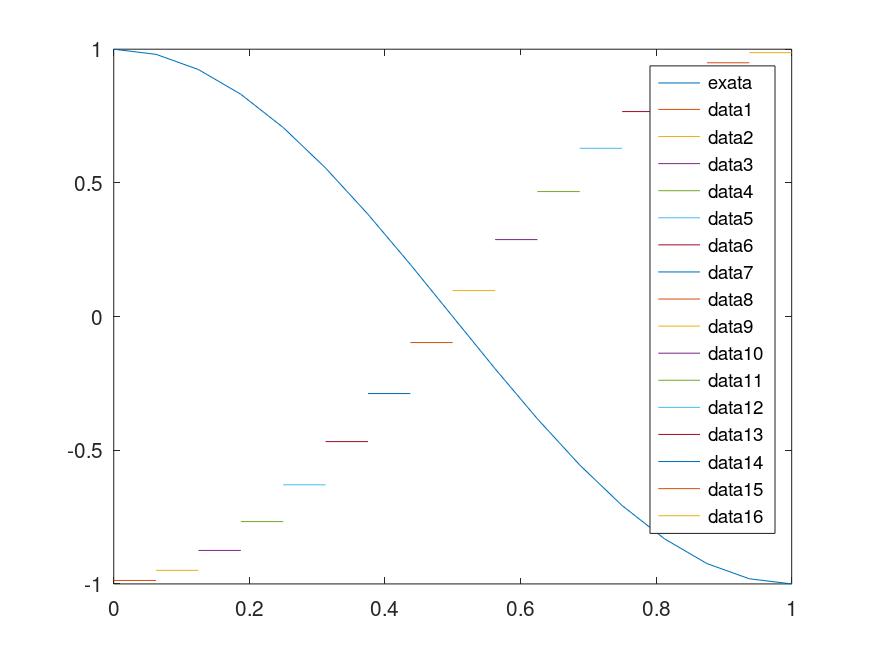 1
0.5
0
-0.5
-1
0
0.2
0.4
0.6
0.8
1
exata
data1
data2
data3
data4
data5
data6
data7
data8
data9
data10
data11
data12
data13
data14
data15
data16